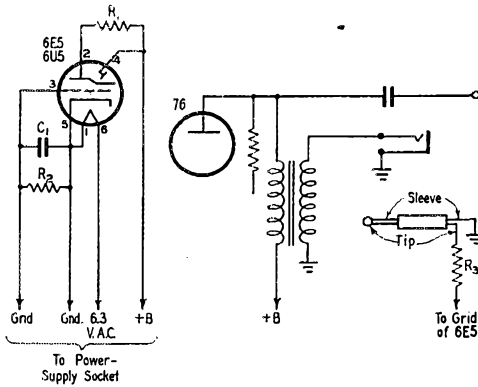 R1
6E5
6U5
2
4
3
5
1
6
C1
R2
Gnd
Gnd.
6.3
V.A.C.
+B
To Power-
Supply Socket
76
+B
Sleeve
Tip
R3
To Grid
of 6E5